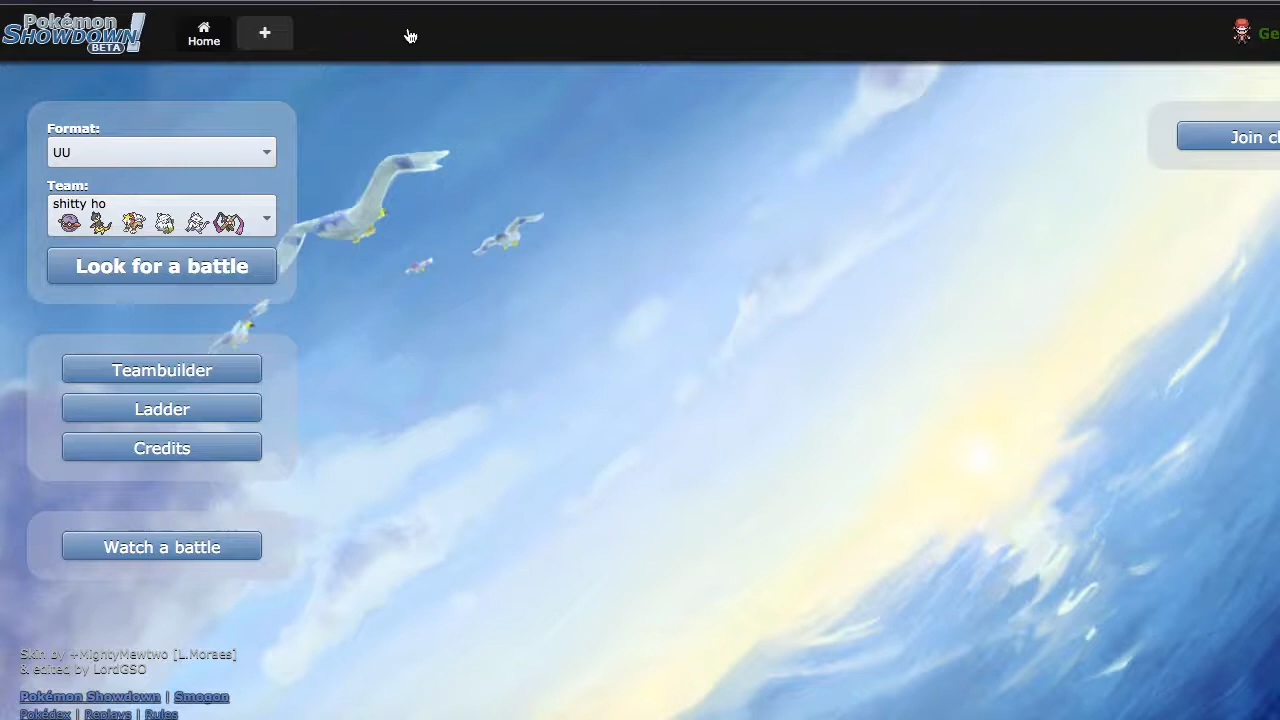 Pokémon
SHOWDOWN!
BETA
Home
+
Ge
Format:
UU
Team:
shitty ho
Look for a battle
Join c
Teambuilder
Ladder
Credits
Watch a battle
Skin by +MightyMewtwo [L.Moraes]
& edited by LordGSO
Pokémon Showdown | Smogon
Pokédex | Replays | Rules